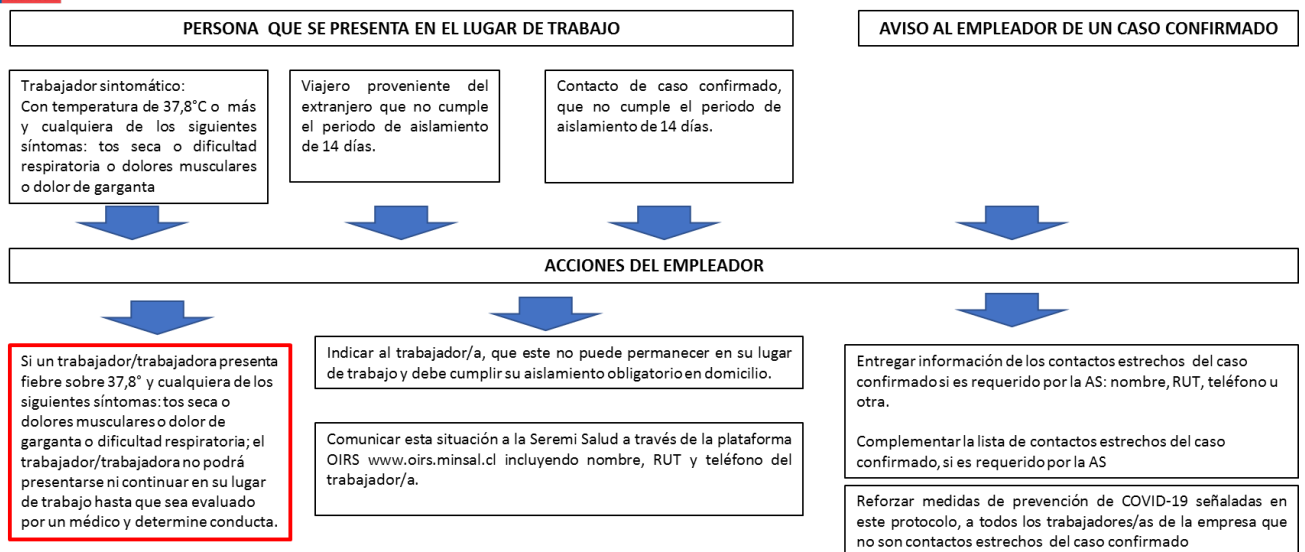 PERSONA QUE SE PRESENTA EN EL LUGAR DE TRABAJO
AVISO AL EMPLEADOR DE UN CASO CONFIRMADO
Trabajador sintomático:
Con temperatura de 37,8°C o más
y cualquiera de los siguientes
síntomas: tos seca o dificultad
respiratoria o dolores musculares
o dolor de garganta
Viajero proveniente del
extranjero que no cumple
el periodo de aislamiento
de 14 días.
Contacto de caso confirmado,
que no cumple el periodo de
aislamiento de 14 días.
ACCIONES DEL EMPLEADOR
Si un trabajador/trabajadora presenta
fiebre sobre 37,8° y cualquiera de los
siguientes síntomas: tos seca o
dolores musculares o dolor de
garganta o dificultad respiratoria; el
trabajador/trabajadora no podrá
presentarse ni continuar en su lugar
de trabajo hasta que sea evaluado
por un médico y determine conducta.
Indicar al trabajador/a, que este no puede permanecer en su lugar
de trabajo y debe cumplir su aislamiento obligatorio en domicilio.
Comunicar esta situación a la Seremi Salud a través de la plataforma
OIRS www.oirs.minsal.cl incluyendo nombre, RUT y teléfono del
trabajador/a.
Entregar información de los contactos estrechos del caso
confirmado si es requerido por la AS: nombre, RUT, teléfono u
otra.
Complementar la lista de contactos estrechos del caso
confirmado, si es requerido por la AS
Reforzar medidas de prevención de COVID-19 señaladas en
este protocolo, a todos los trabajadores/as de la empresa que
no son contactos estrechos del caso confirmado